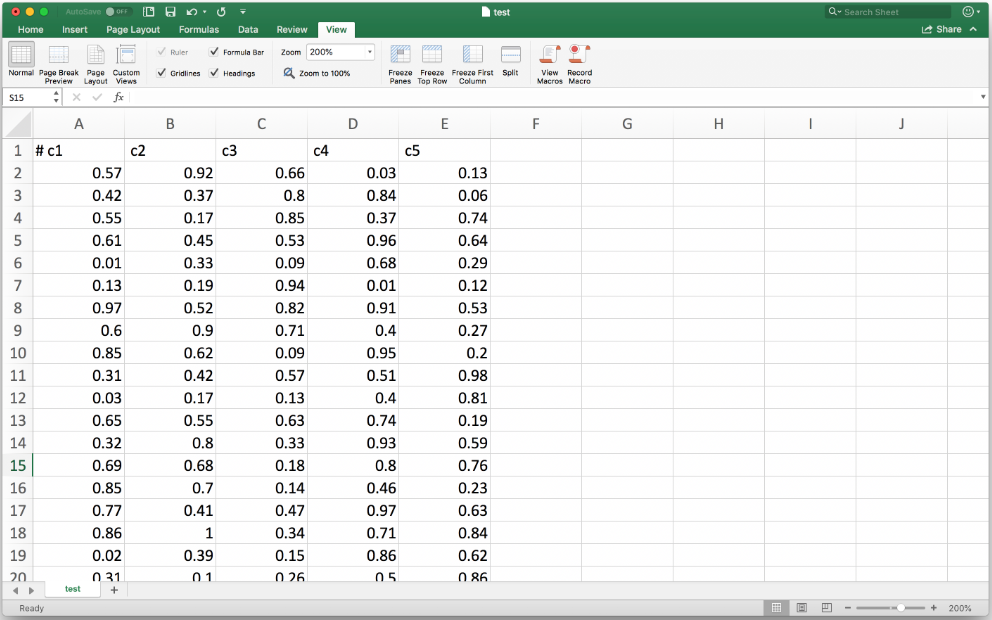 AutoSave OFF test Search Sheet
Home Insert Page Layout Formulas Data Review View Share
Normal Page Break Preview Page Layout Custom Views Ruler Formula Bar Zoom 200% Freeze Panes Freeze Top Row Freeze First Column Split View Macros Record Macro
Gridlines Headings Zoom to 100%
S15 fx
A B C D E F G H I J
1 # c1 c2 c3 c4 c5
2 0.57 0.92 0.66 0.03 0.13
3 0.42 0.37 0.8 0.84 0.06
4 0.55 0.17 0.85 0.37 0.74
5 0.61 0.45 0.53 0.96 0.64
6 0.01 0.33 0.09 0.68 0.29
7 0.13 0.19 0.94 0.01 0.12
8 0.97 0.52 0.82 0.91 0.53
9 0.6 0.9 0.71 0.4 0.27
10 0.85 0.62 0.09 0.95 0.2
11 0.31 0.42 0.57 0.51 0.98
12 0.03 0.17 0.13 0.4 0.81
13 0.65 0.55 0.63 0.74 0.19
14 0.32 0.8 0.33 0.93 0.59
15 0.69 0.68 0.18 0.8 0.76
16 0.85 0.7 0.14 0.46 0.23
17 0.77 0.41 0.47 0.97 0.63
18 0.86 1 0.34 0.71 0.84
19 0.02 0.39 0.15 0.86 0.62
20 0.31 0.1 0.26 0.5 0.86
test +
Ready 200%